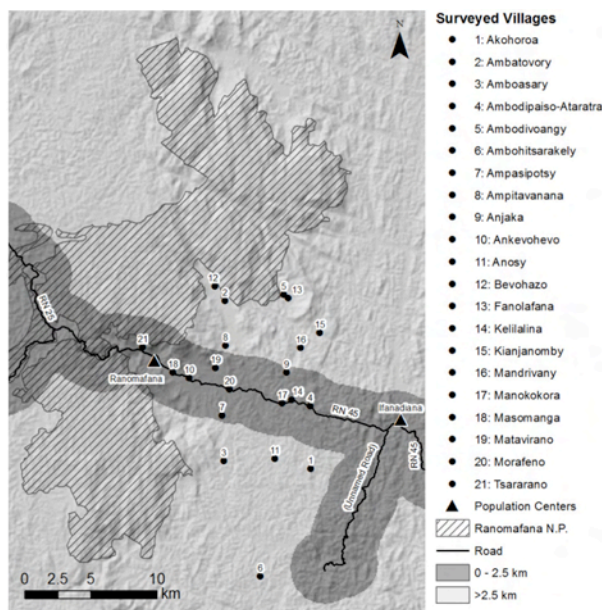 N
12
2
5
13
15
8
16
21
RN 25
Ranomafana
18
10
19
9
20
17
14
4
RN 45
Ifanadiana
7
RN 45
3
11
1
(Unnamed Road)
6
0 2.5 5 10
km
Surveyed Villages
1: Akohoroa
2: Ambatovory
3: Amboasary
4: Ambodipaiso-Ataratra
5: Ambodivoangy
6: Ambohitsarakely
7: Ampasipotsy
8: Ampitavanana
9: Anjaka
10: Ankevohevo
11: Anosy
12: Bevohazo
13: Fanolafana
14: Kelilalina
15: Kianjanomby
16: Mandrivany
17: Manokokora
18: Masomanga
19: Matavirano
20: Morafeno
21: Tsararano
Population Centers
Ranomafana N.P.
Road
0 - 2.5 km
>2.5 km